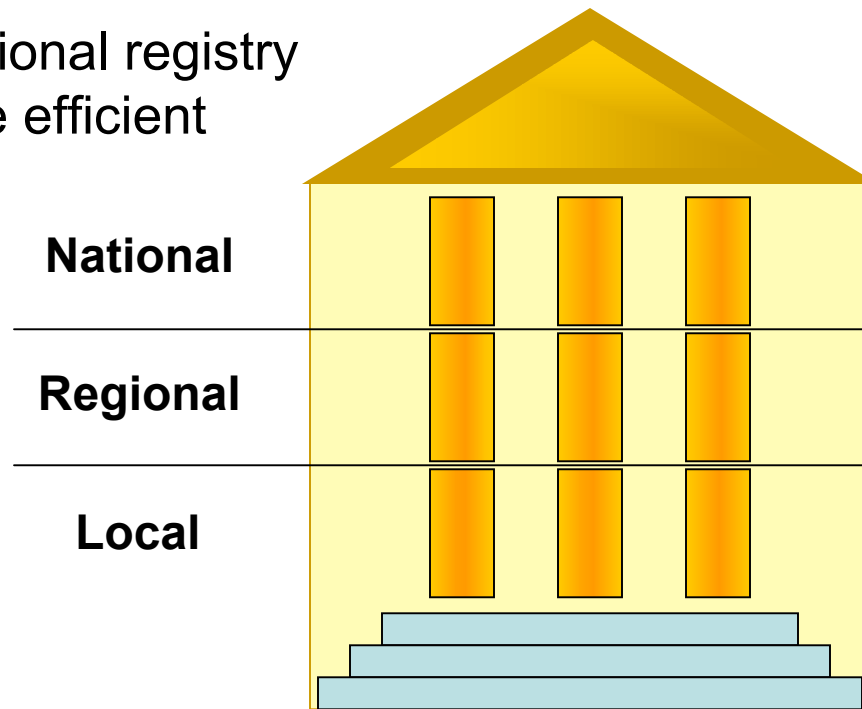 ional registry
efficient
National
Regional
Local